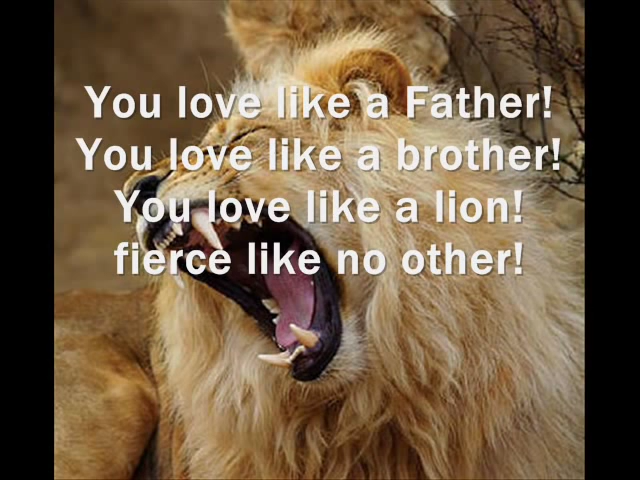 You love like a Father!
You love like a brother!
You love like a lion!
fierce like no other!